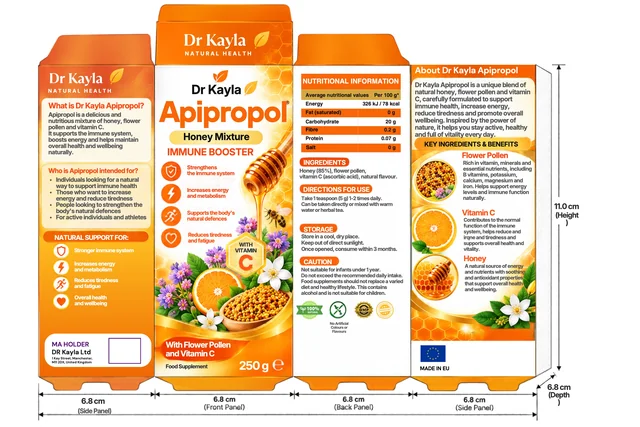 Dr Kayla
NATURAL HEALTH
What is Dr Kayla Apipropol?
Apipropol is a delicious and
nutritious mixture of honey, flower
pollen and vitamin C.
It supports the immune system,
boosts energy and helps maintain
overall health and wellbeing
naturally.
Who is Apipropol intended for?
• Individuals looking for a natural
way to support immune health
• Those who want to increase
energy and reduce tiredness
• People looking to strengthen the
body's natural defences
• For active individuals and athletes
NATURAL SUPPORT FOR:
Stronger immune system
Increases energy
and metabolism
Reduces tiredness
and fatigue
Overall health
and wellbeing
MA HOLDER
DR Kayla Ltd
1 Key Street, Manchester,
United Kingdom
Dr Kayla
NATURAL HEALTH
Dr Kayla
Apipropol
Honey Mixture
IMMUNE BOOSTER
Strengthens
the immune system
Increases energy
and metabolism
Supports the body's
natural defences
Reduces tiredness
and fatigue
WITH
VITAMIN
C
With Flower Pollen
and Vitamin C
Food Supplement
250 g ℮
NUTRITIONAL INFORMATION
Average nutritional values Per 100 g*
Energy 326 kJ / 78 kcal
Fat (saturated) 0 g
Carbohydrate 20 g
Fibre 0.2 g
Protein 0.07 g
Salt 0 g
INGREDIENTS
Honey (85%), flower pollen,
vitamin C (ascorbic acid), natural flavour.
DIRECTIONS FOR USE
Take 1 teaspoon (5 g) 1-2 times daily.
Can be taken directly or mixed with warm
water or herbal tea.
STORAGE
Store in a cool, dry place.
Keep out of direct sunlight.
Once opened, consume within 3 months.
CAUTION
Not suitable for infants under 1 year.
Do not exceed the recommended daily intake.
Food supplements should not replace a varied
diet and healthy lifestyle. This contains
alcohol and is not suitable for children.
100%
No Artificial
Colours or
Flavours
About Dr Kayla Apipropol
Dr Kayla Apipropol is a unique blend of
natural honey, flower pollen and vitamin
C, carefully formulated to support
immune health, increase energy,
reduce tiredness and promote overall
wellbeing. Inspired by the power of
nature, it helps you stay active, healthy
and full of vitality every day.
KEY INGREDIENTS & BENEFITS
Flower Pollen
Rich in vitamins, minerals and
essential nutrients, including
B vitamins, potassium,
calcium, magnesium and
iron. Helps support energy
levels and immune function
naturally.
Vitamin C
Contributes to the normal
function of the immune
system, helps reduce
and tiredness and
supports overall health and
vitality.
Honey
A natural source of energy
and nutrients with soothing
and antioxidant properties
that support overall health
and wellbeing.
MADE IN EU
11.0 cm
(Height
)
6.8 cm
(Depth
)
6.8 cm
(Side Panel)
6.8 cm
(Front Panel)
6.8 cm
(Back Panel)
6.8 cm
(Side Panel)